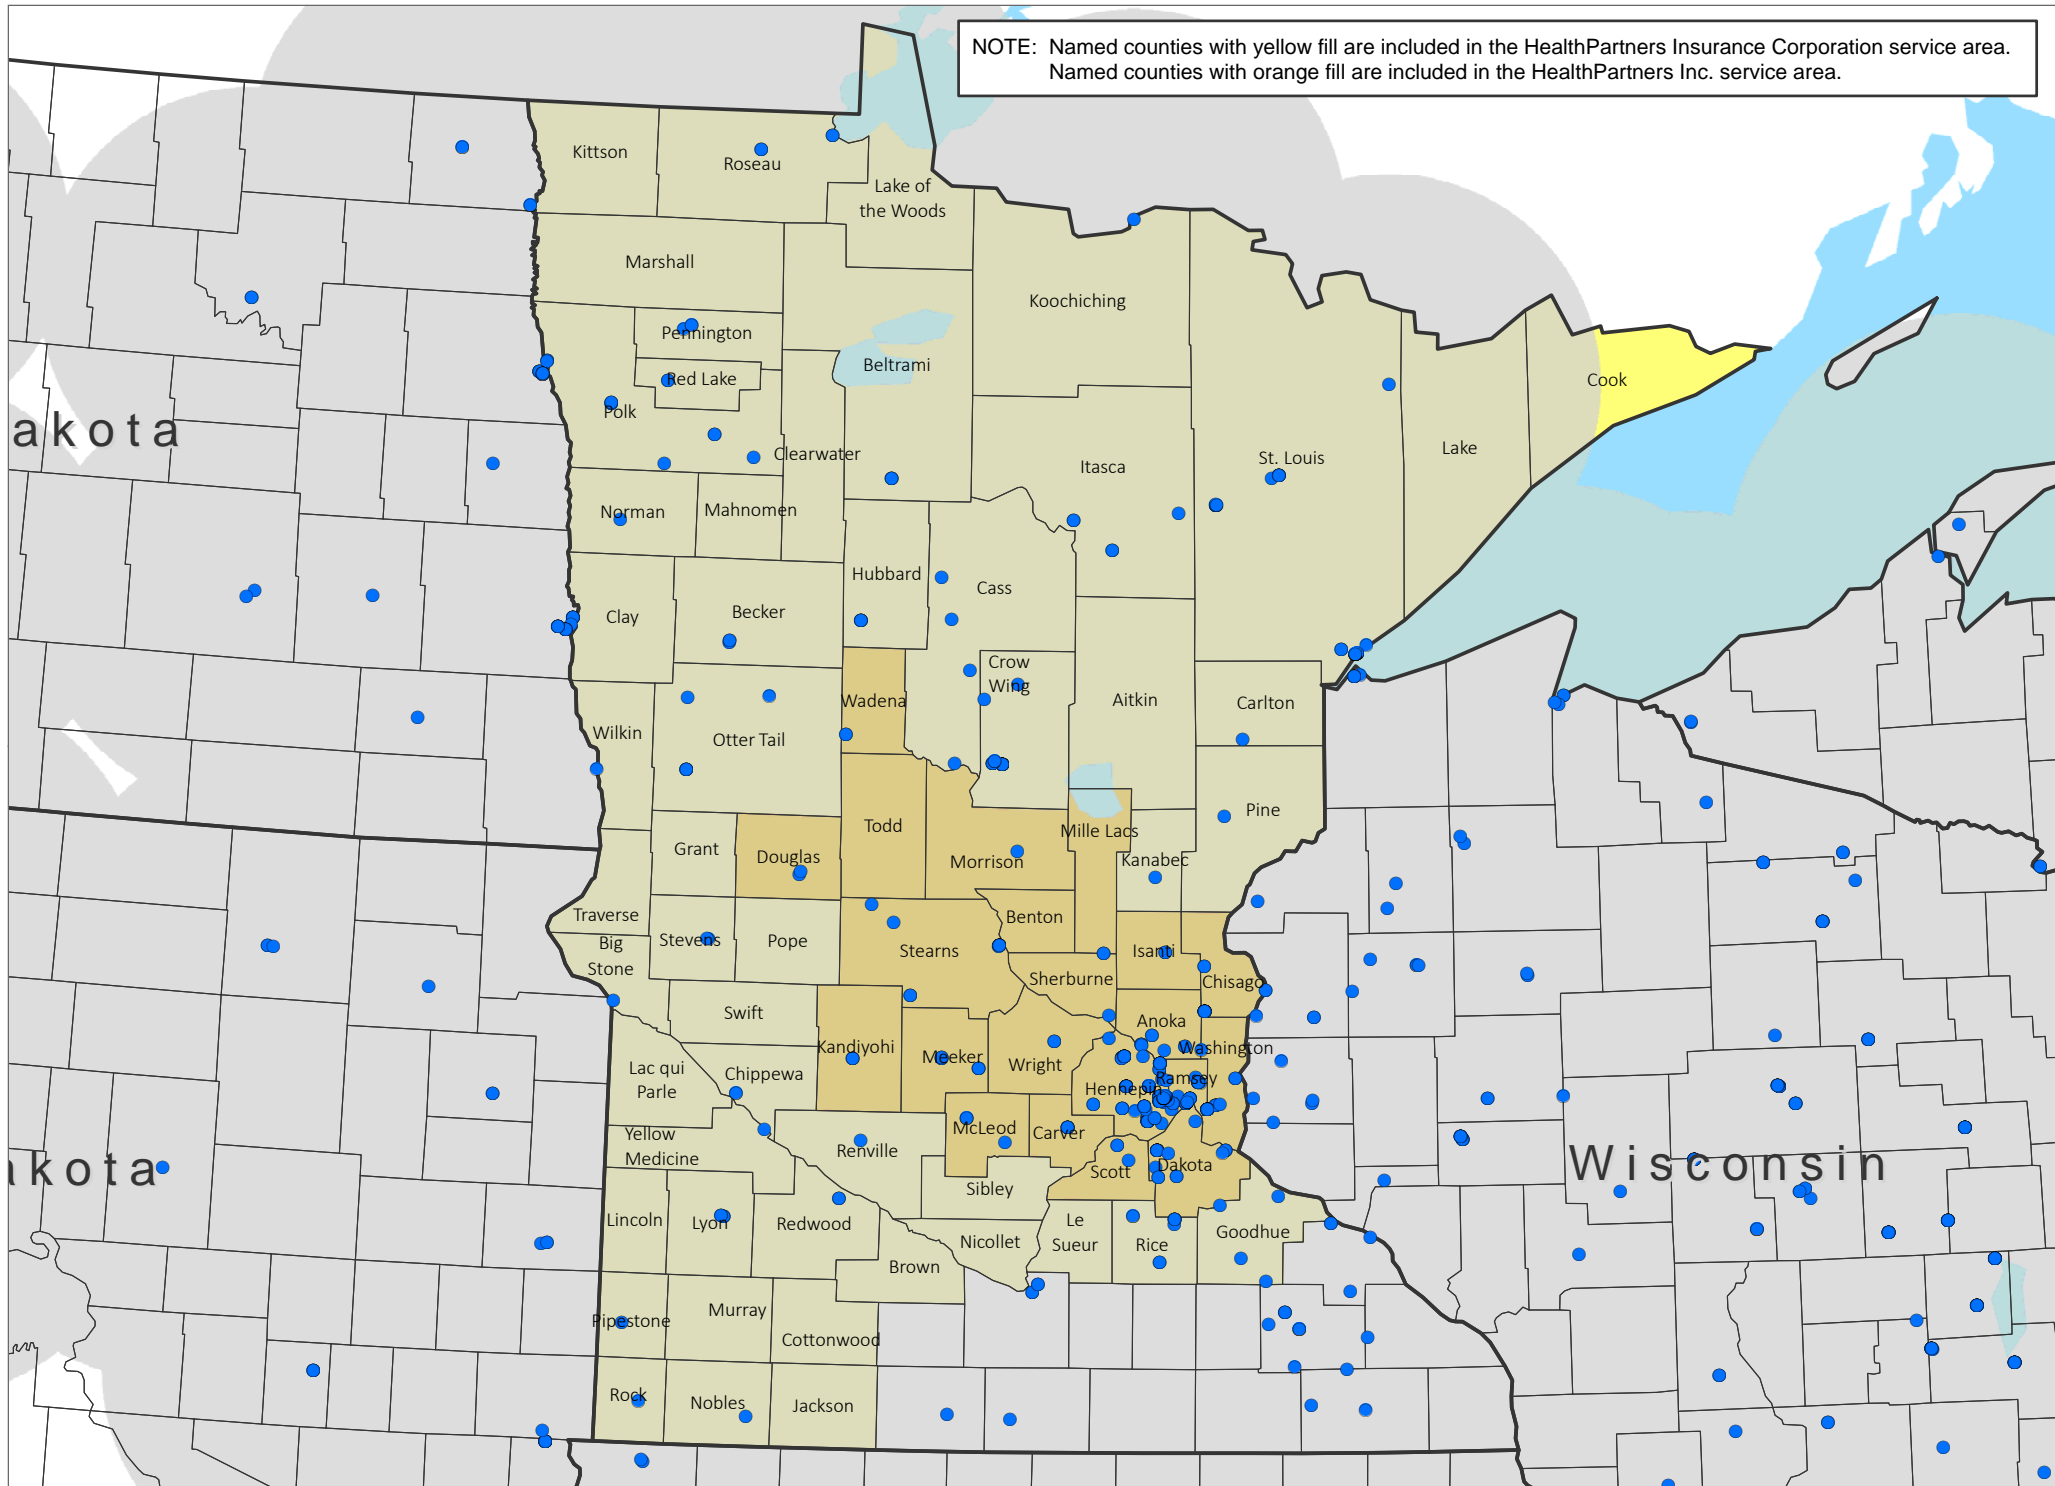 NOTE: Named counties with yellow fill are included in the HealthPartners Insurance Corporation service area.
Named counties with orange fill are included in the HealthPartners Inc. service area.
Kittson
Roseau
Lake of
the Woods
Marshall
Koochiching
Pennington
Beltrami
Red Lake
Cook
Polk
akota
Clearwater
Lake
St. Louis
Itasca
Norman
Mahnomen
Hubbard
Cass
Clay
Becker
Crow
Wing
Wadena
Aitkin
Carlton
Wilkin
Otter Tail
Pine
Todd
Mille Lacs
Grant
Douglas
Morrison
Kanabec
Traverse
Benton
Big
Stone
Stevens
Pope
Stearns
Isanti
Sherburne
Chisago
Swift
Anoka
Kandiyohi
Meeker
Wright
Washington
Lac qui
Parle
Chippewa
Hennepin
Ramsey
McLeod
Carver
Yellow
Medicine
Renville
Scott
Dakota
akota
Wisconsin
Sibley
Lincoln
Lyon
Redwood
Le
Sueur
Nicollet
Rice
Goodhue
Brown
Pipestone
Murray
Cottonwood
Rock
Nobles
Jackson